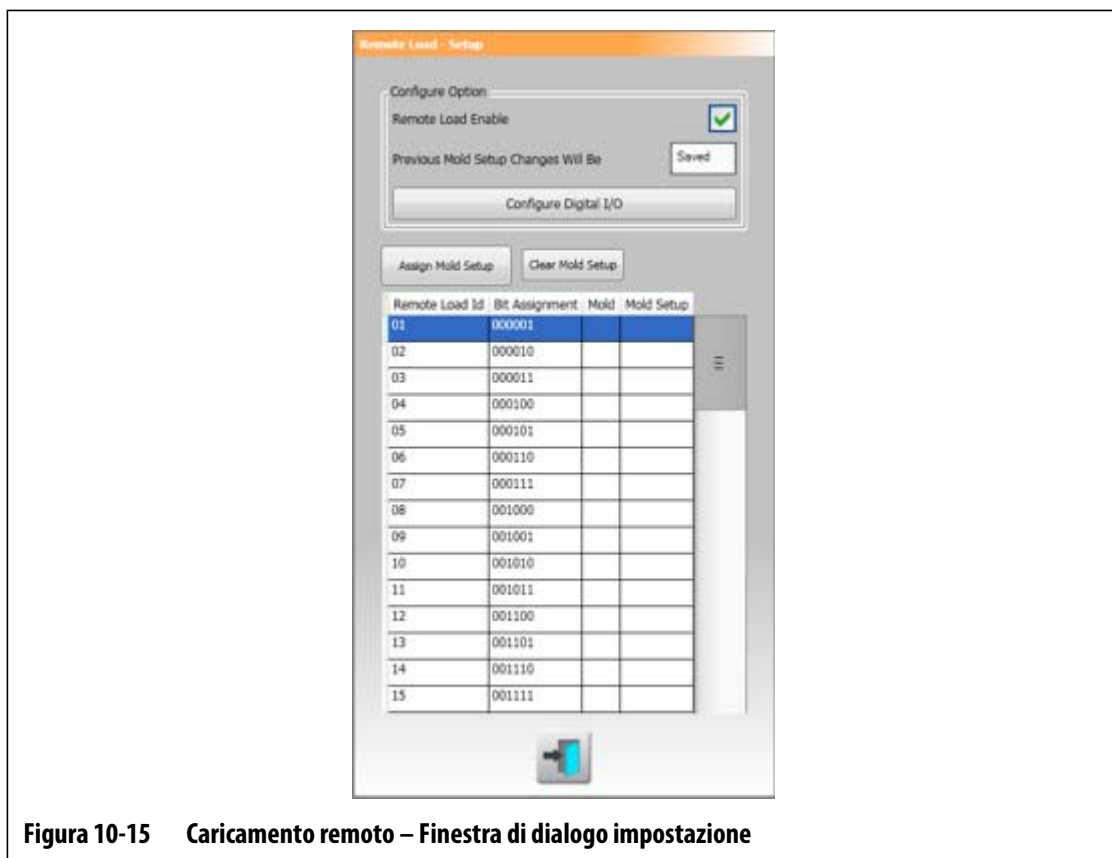 Remote Load - Setup
Configure Option
Remote Load Enable
Previous Mold Setup Changes Will Be Saved
Configure Digital I/O
Assign Mold Setup Clear Mold Setup
Remote Load Id Bit Assignment Mold Mold Setup
01 000001
02 000010
03 000011
04 000100
05 000101
06 000110
07 000111
08 001000
09 001001
10 001010
11 001011
12 001100
13 001101
14 001110
15 001111
Figura 10-15 Caricamento remoto – Finestra di dialogo impostazione